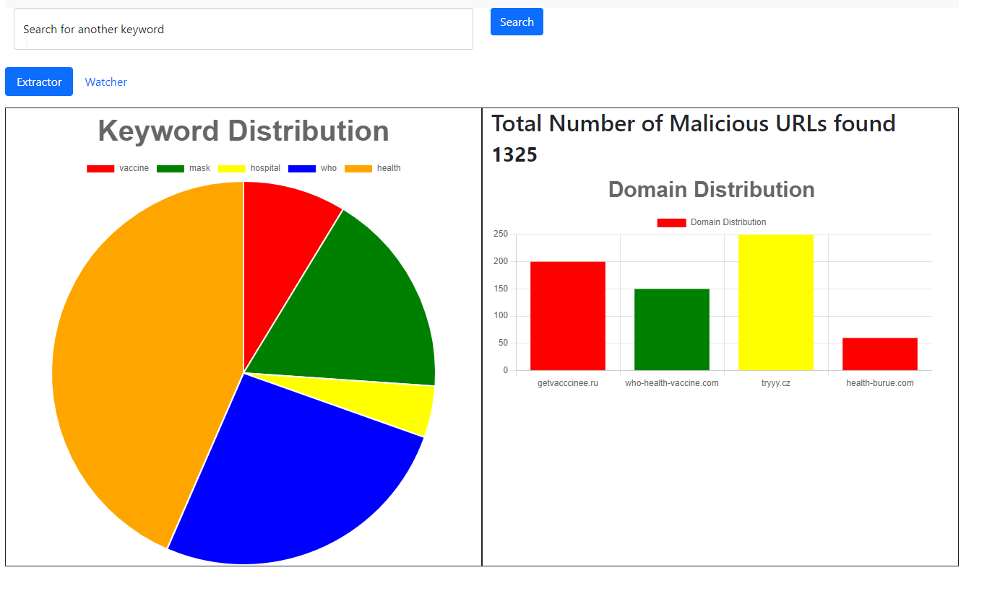 Search for another keyword
Search
Extractor
Watcher
Keyword Distribution
vaccine
mask
hospital
who
health
Total Number of Malicious URLs found
1325
Domain Distribution
Domain Distribution
250
200
150
100
50
0
getvacccinee.ru
who-health-vaccine.com
tryyy.cz
health-burue.com